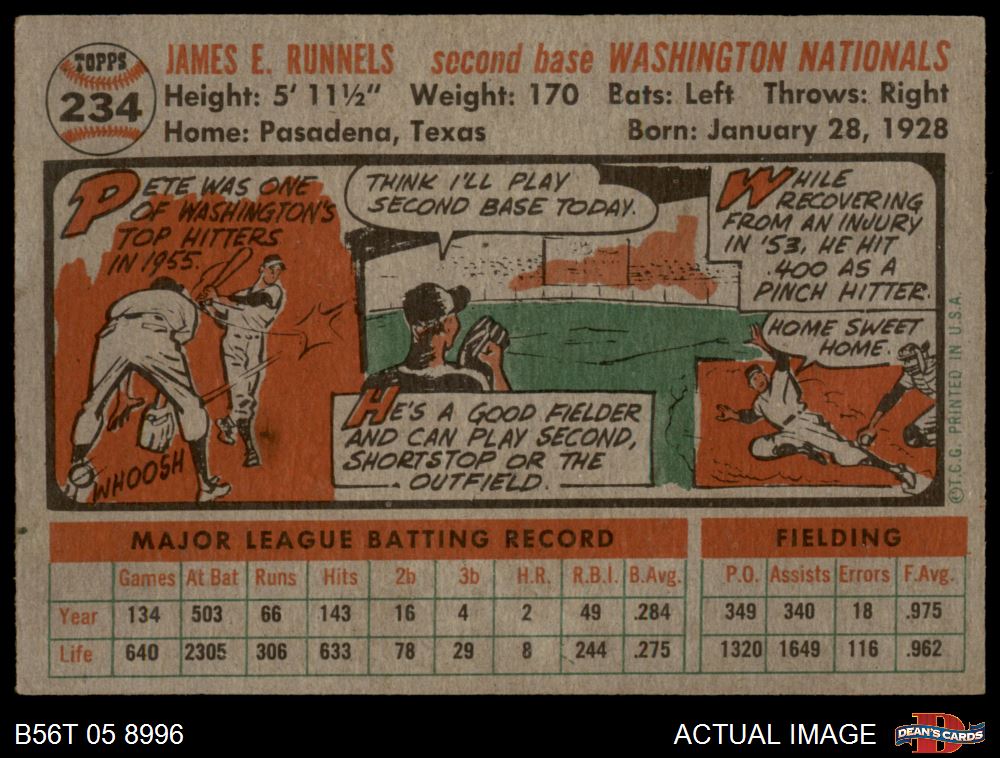 TOPPS
234
JAMES E. RUNNELS second base WASHINGTON NATIONALS
Height: 5' 11½" Weight: 170 Bats: Left Throws: Right
Home: Pasadena, Texas Born: January 28, 1928
PETE WAS ONE
OF WASHINGTON'S
TOP HITTERS
IN 1955.
WHOOSH
THINK I'LL PLAY
SECOND BASE TODAY.
HE'S A GOOD FIELDER
AND CAN PLAY SECOND,
SHORTSTOP OR THE
OUTFIELD.
WHILE
RECOVERING
FROM AN INJURY
IN '53, HE HIT
.400 AS A
PINCH HITTER.
HOME SWEET
HOME.
©T.C.G. PRINTED IN U.S.A.
MAJOR LEAGUE BATTING RECORD FIELDING
Games At Bat Runs Hits 2b 3b H.R. R.B.I. B.Avg. P.O. Assists Errors F.Avg.
Year 134 503 66 143 16 4 2 49 .284 349 340 18 .975
Life 640 2305 306 633 78 29 8 244 .275 1320 1649 116 .962
B56T 05 8996 ACTUAL IMAGE
DEAN'S CARDS